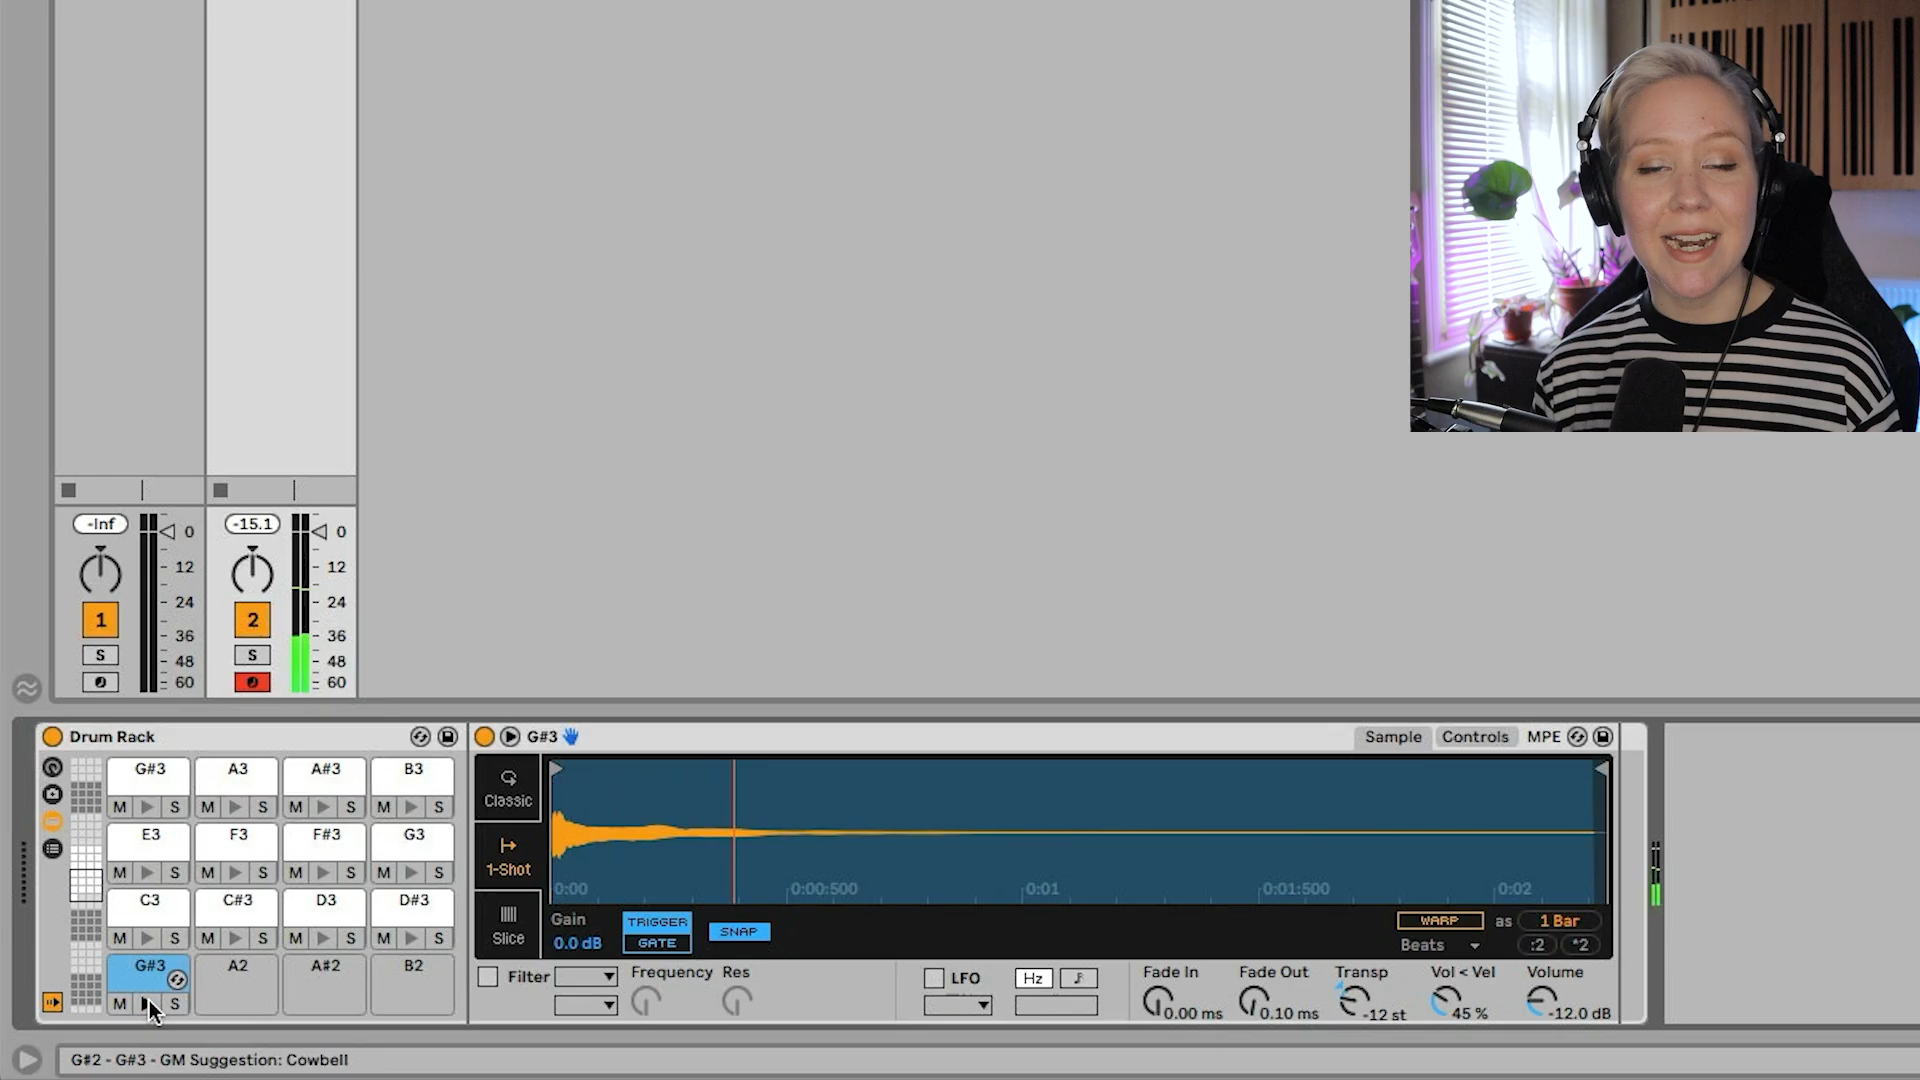 -Inf
0
12
24
36
48
60
1
S
-15.1
0
12
24
36
48
60
2
S
Drum Rack
G#3 A3 A#3 B3
M S M S M S M S
E3 F3 F#3 G3
M S M S M S M S
C3 C#3 D3 D#3
M S M S M S M S
G#3 A2 A#2 B2
M S
G#3
Sample Controls MPE
Classic
1-Shot
Slice
0:00 0:00:500 0:01 0:01:500 0:02
Gain
0.0 dB
TRIGGER
GATE
SNAP
WARP as 1 Bar
Beats :2 *2
Filter Frequency Res
LFO Hz
Fade In Fade Out Transp Vol < Vel Volume
0.00 ms 0.10 ms -12 st 45 % -12.0 dB
G#2 - G#3 - GM Suggestion: Cowbell